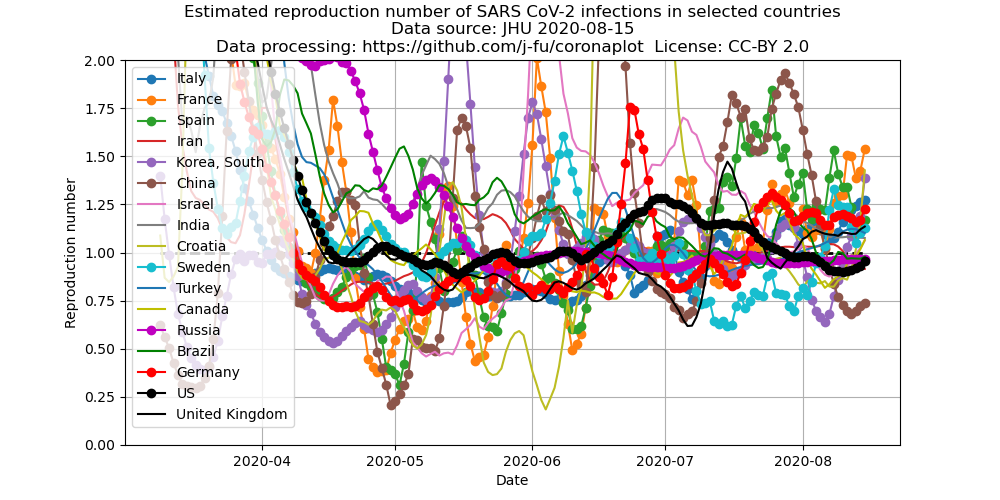 Estimated reproduction number of SARS CoV-2 infections in selected countries
Data source: JHU 2020-08-15
Data processing: https://github.com/j-fu/coronaplot  License: CC-BY 2.0
Reproduction number
2.00
1.75
1.50
1.25
1.00
0.75
0.50
0.25
0.00
Italy
France
Spain
Iran
Korea, South
China
Israel
India
Croatia
Sweden
Turkey
Canada
Russia
Brazil
Germany
US
United Kingdom
2020-04
2020-05
2020-06
2020-07
2020-08
Date